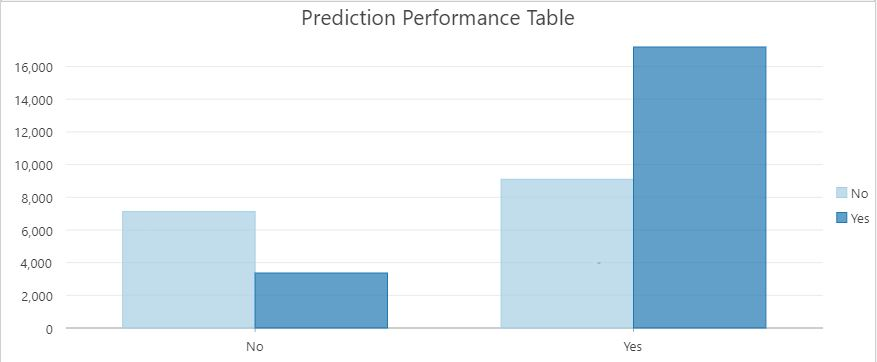 Prediction Performance Table
16,000
14,000
12,000
10,000
8,000
6,000
4,000
2,000
0
No
Yes
No
Yes